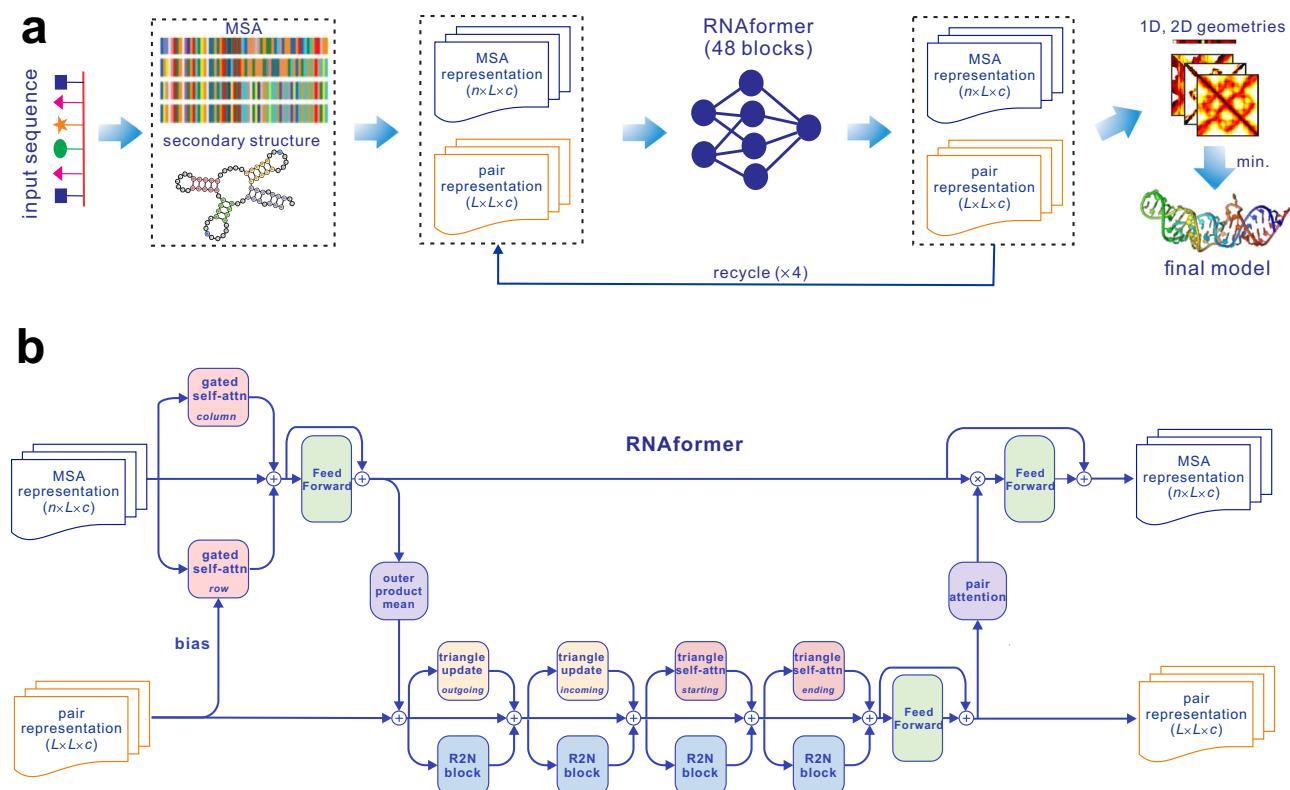 a
input sequence
MSA
secondary structure
MSA
representation
(n×L×c)
pair
representation
(L×L×c)
RNAformer
(48 blocks)
MSA
representation
(n×L×c)
pair
representation
(L×L×c)
recycle (×4)
1D, 2D geometries
min.
final model
b
MSA
representation
(n×L×c)
pair
representation
(L×L×c)
gated
self-attn
column
gated
self-attn
row
bias
Feed
Forward
RNAformer
outer
product
mean
triangle
update
outgoing
R2N
block
triangle
update
incoming
R2N
block
triangle
self-attn
starting
R2N
block
triangle
self-attn
ending
R2N
block
Feed
Forward
pair
attention
Feed
Forward
MSA
representation
(n×L×c)
pair
representation
(L×L×c)